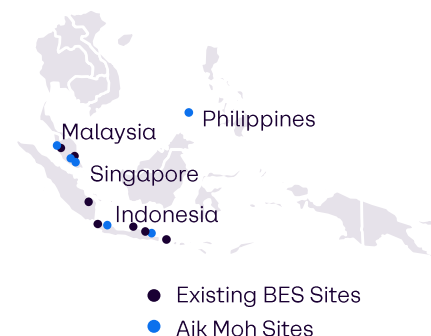 Philippines
Malaysia
Singapore
Indonesia
Existing BES Sites
Aik Moh Sites